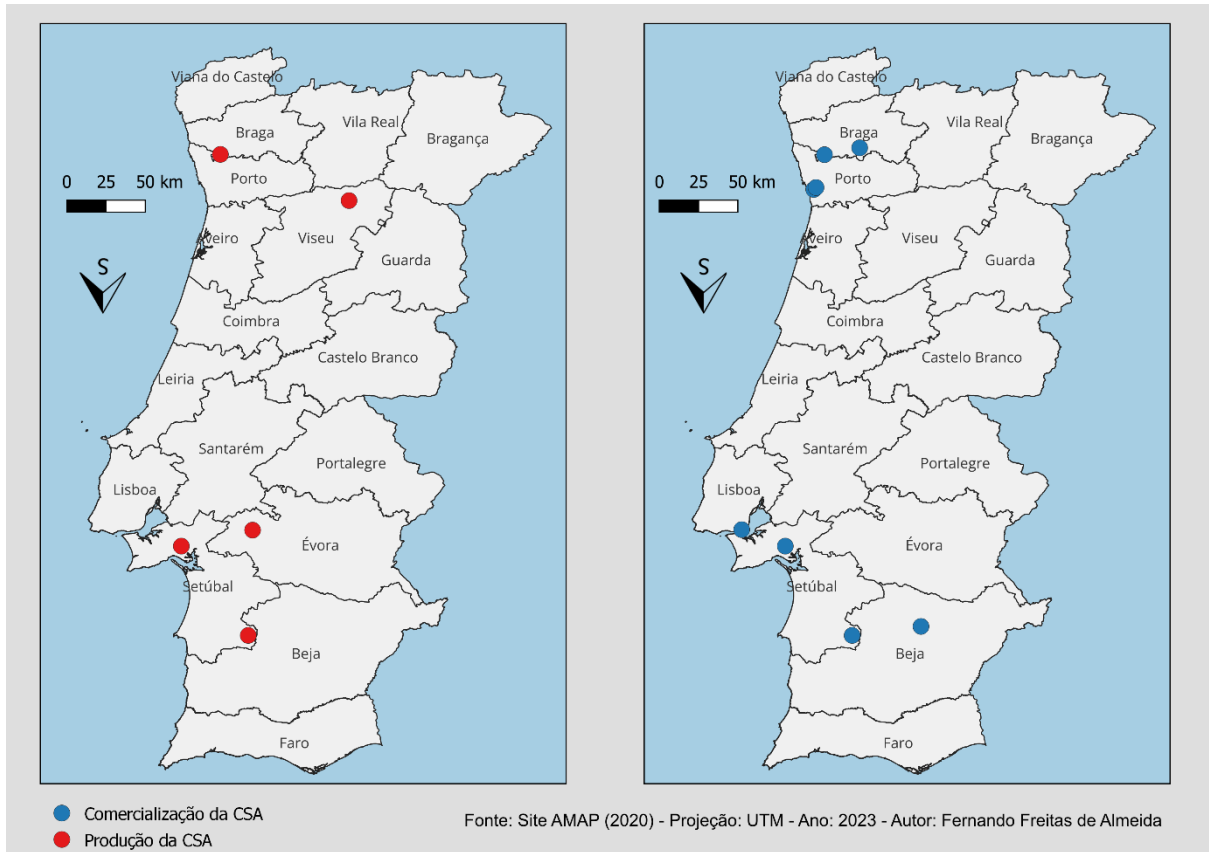 Viana do Castelo
Braga
Vila Real
Bragança
Porto
0 25 50 km
Aveiro
Viseu
Guarda
S
Coimbra
Castelo Branco
Leiria
Santarém
Portalegre
Lisboa
Évora
Setúbal
Beja
Faro
Viana do Castelo
Braga
Vila Real
Bragança
Porto
0 25 50 km
Aveiro
Viseu
Guarda
S
Coimbra
Castelo Branco
Leiria
Santarém
Portalegre
Lisboa
Évora
Setúbal
Beja
Faro
Comercialização da CSA
Produção da CSA
Fonte: Site AMAP (2020) - Projeção: UTM - Ano: 2023 - Autor: Fernando Freitas de Almeida